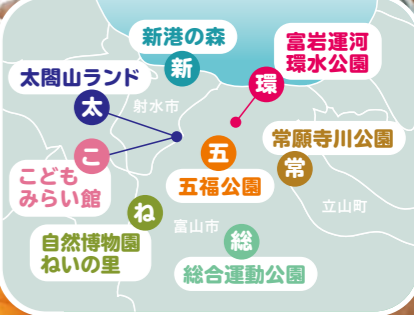 新港の森
新
富岩運河
環水公園
環
太閤山ランド
太
射水市
こ
こども
みらい館
五
五福公園
常願寺川公園
常
ね
自然博物園
ねいの里
富山市
総
総合運動公園
立山町